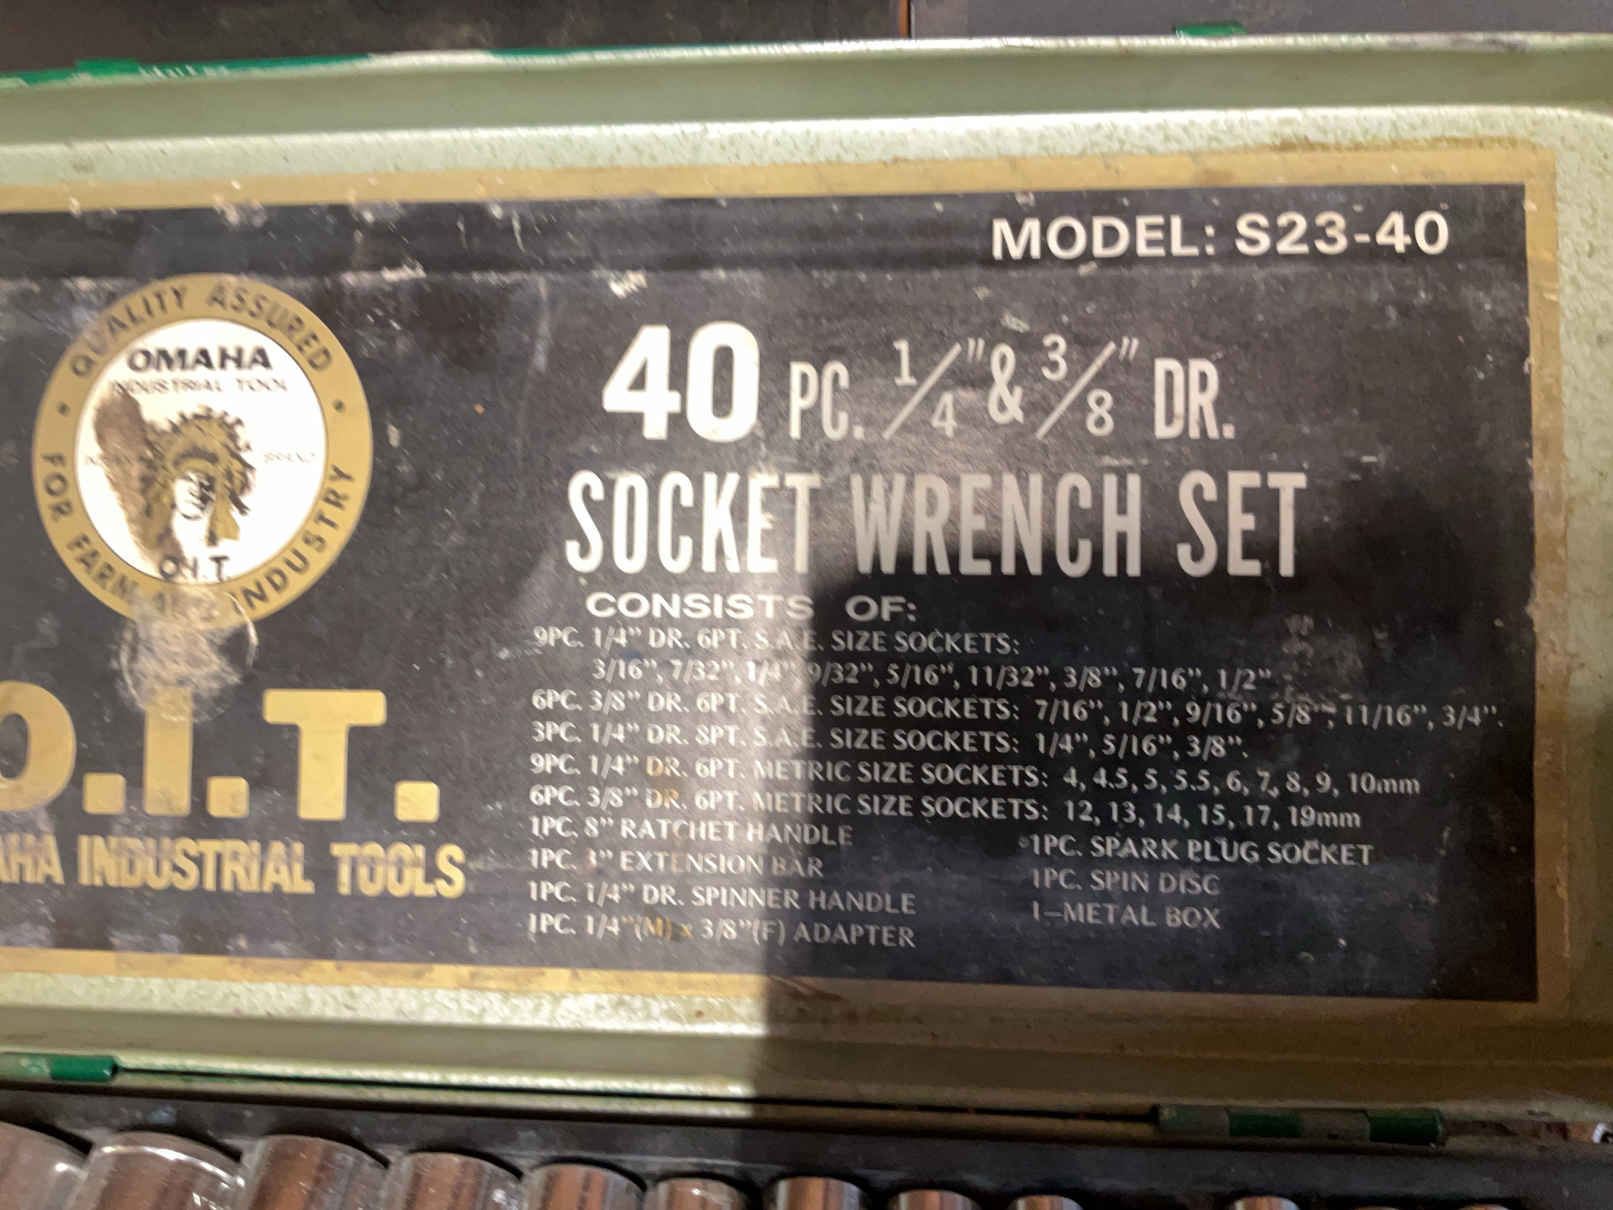 MODEL: S23-40
QUALITY ASSURED
OMAHA
INDUSTRIAL TOOL
BRAND
O.I.T.
FOR FARM AND INDUSTRY
40 PC. 1/4" & 3/8" DR.
SOCKET WRENCH SET
CONSISTS OF:
9PC. 1/4" DR. 6PT. S.A.E. SIZE SOCKETS:
3/16", 7/32", 1/4", 9/32", 5/16", 11/32", 3/8", 7/16", 1/2".
6PC. 3/8" DR. 6PT. S.A.E. SIZE SOCKETS: 7/16", 1/2", 9/16", 5/8", 11/16", 3/4".
3PC. 1/4" DR. 8PT. S.A.E. SIZE SOCKETS: 1/4", 5/16", 3/8".
9PC. 1/4" DR. 6PT. METRIC SIZE SOCKETS: 4, 4.5, 5, 5.5, 6, 7, 8, 9, 10mm
6PC. 3/8" DR. 6PT. METRIC SIZE SOCKETS: 12, 13, 14, 15, 17, 19mm
1PC. 8" RATCHET HANDLE
1PC. 3" EXTENSION BAR
1PC. 1/4" DR. SPINNER HANDLE
1PC. 1/4"(M) x 3/8"(F) ADAPTER
1PC. SPARK PLUG SOCKET
1PC. SPIN DISC
1-METAL BOX
O.I.T.
AHA INDUSTRIAL TOOLS